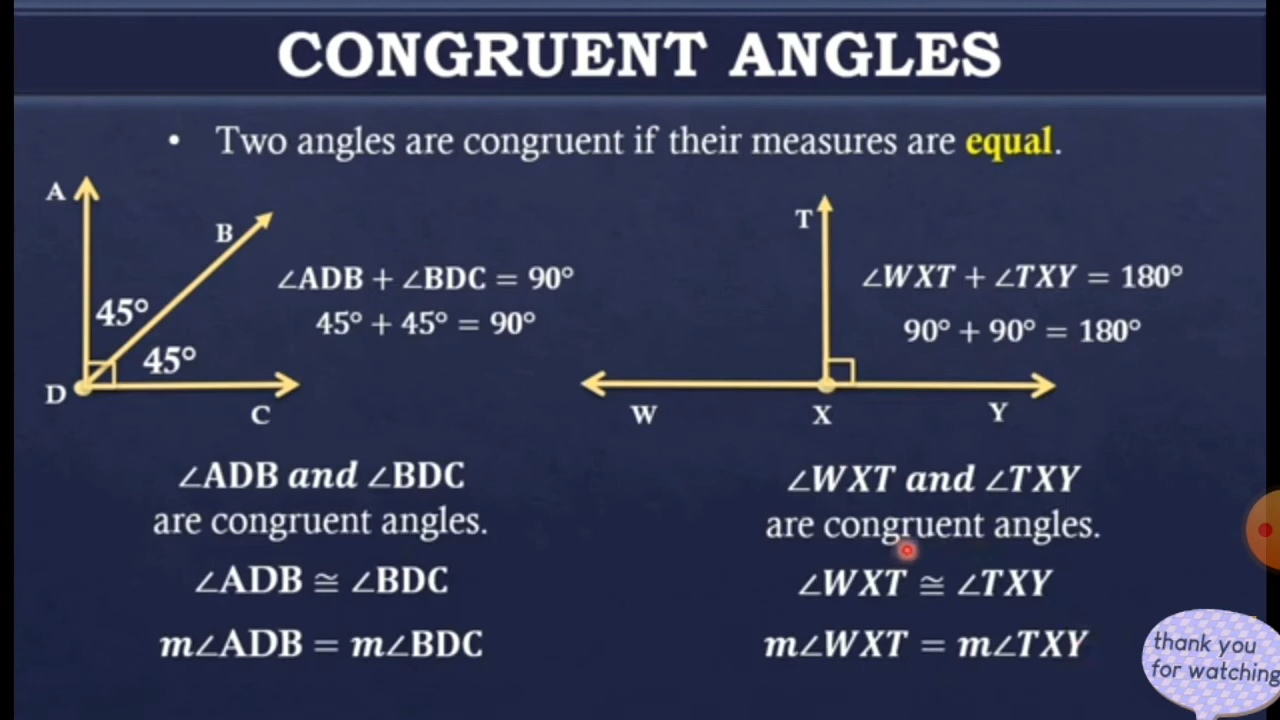 CONGRUENT ANGLES
• Two angles are congruent if their measures are equal.
A
B
45°
45°
D
C
∠ADB + ∠BDC = 90°
45° + 45° = 90°
T
W
X
Y
∠WXT + ∠TXY = 180°
90° + 90° = 180°
∠ADB and ∠BDC
are congruent angles.
∠ADB ≅ ∠BDC
m∠ADB = m∠BDC
∠WXT and ∠TXY
are congruent angles.
∠WXT ≅ ∠TXY
m∠WXT = m∠TXY
thank you
for watching